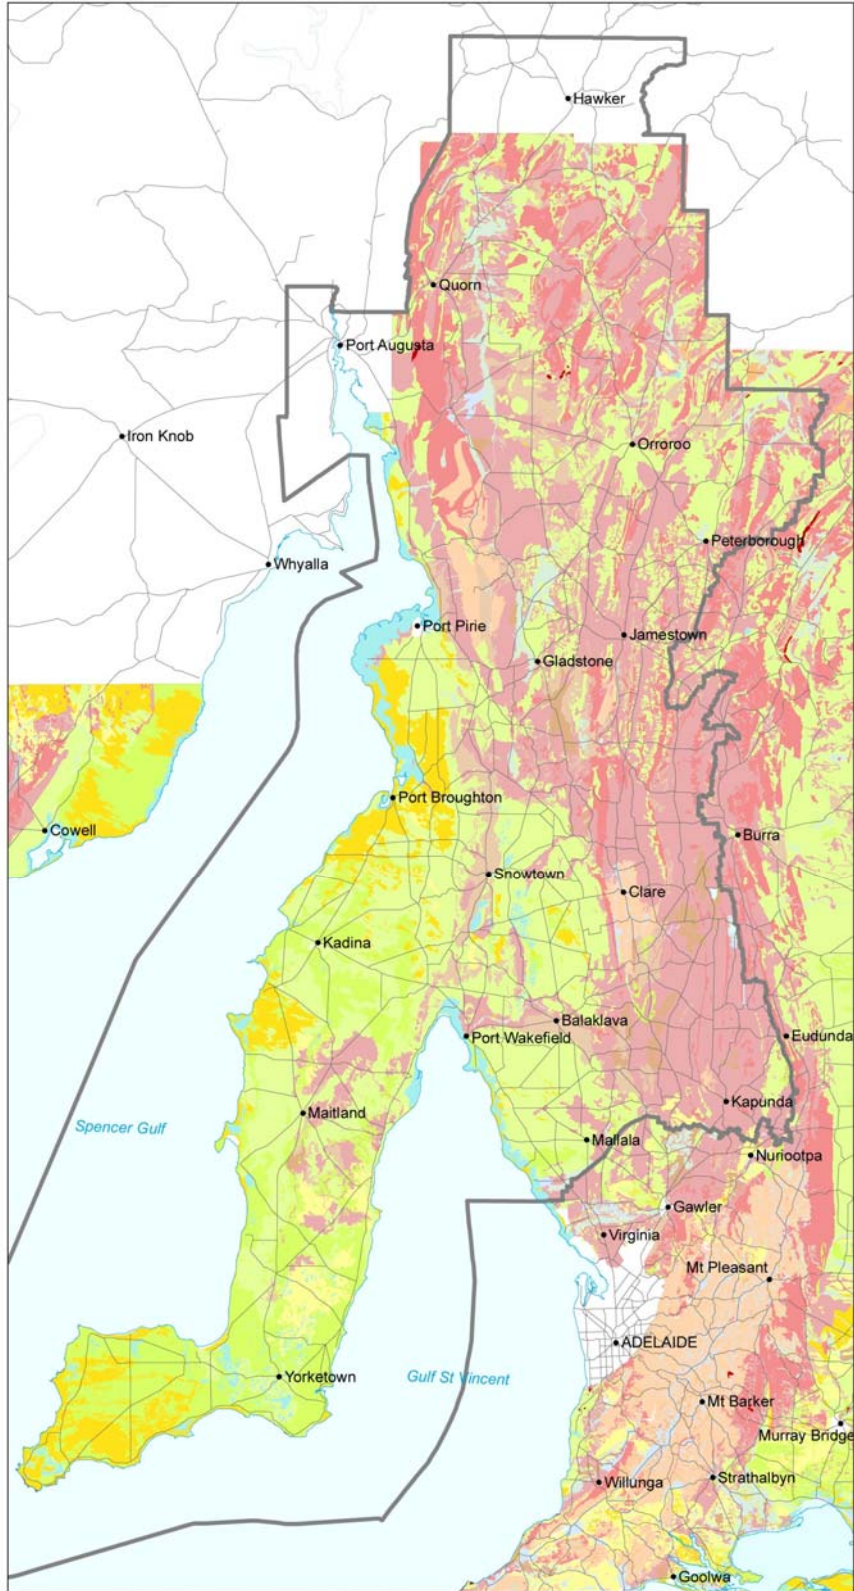 Hawker
Quorn
Port Augusta
Iron Knob
Orroroo
Peterborough
Whyalla
Port Pirie
Jamestown
Gladstone
Port Broughton
Cowell
Burra
Snowtown
Clare
Kadina
Balaklava
Port Wakefield
Eudunda
Kapunda
Maitland
Spencer Gulf
Mallala
Nuriootpa
Gawler
Virginia
Mt Pleasant
ADELAIDE
Yorketown
Gulf St Vincent
Mt Barker
Murray Bridge
Willunga
Strathalbyn
Goolwa